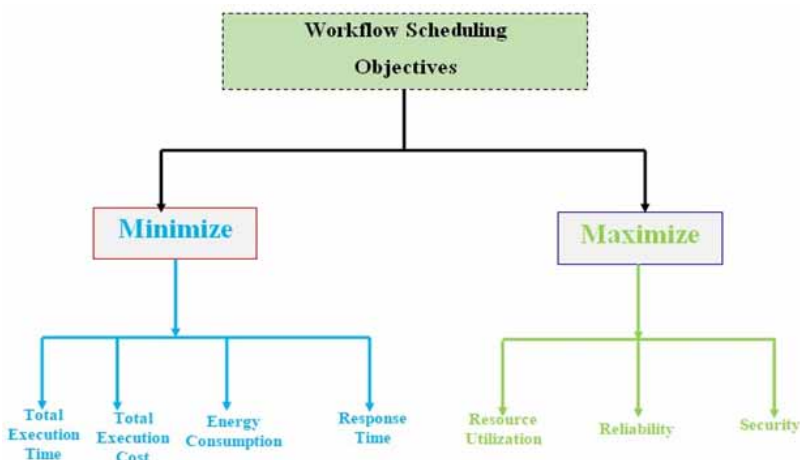 Workflow Scheduling
Objectives
Minimize
Maximize
Total
Execution
Time
Total
Execution
Cost
Energy
Consumption
Response
Time
Resource
Utilization
Reliability
Security